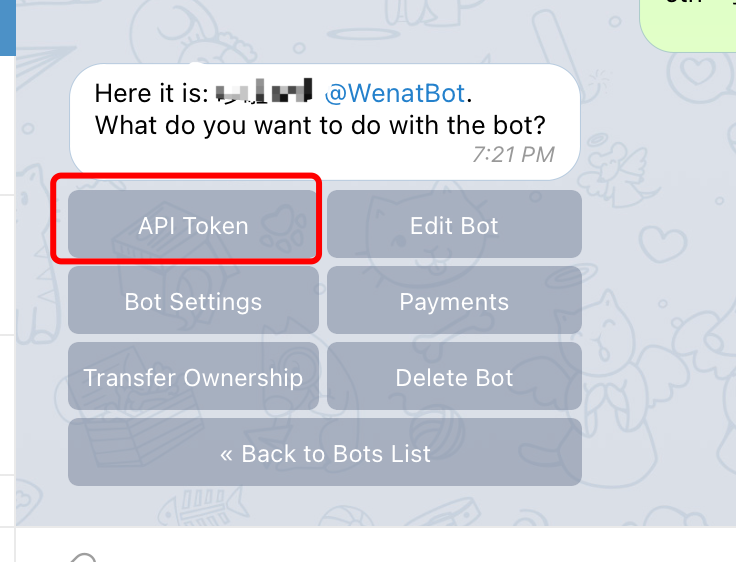 Here it is: @WenatBot.
What do you want to do with the bot?
7:21 PM
API Token
Edit Bot
Bot Settings
Payments
Transfer Ownership
Delete Bot
« Back to Bots List